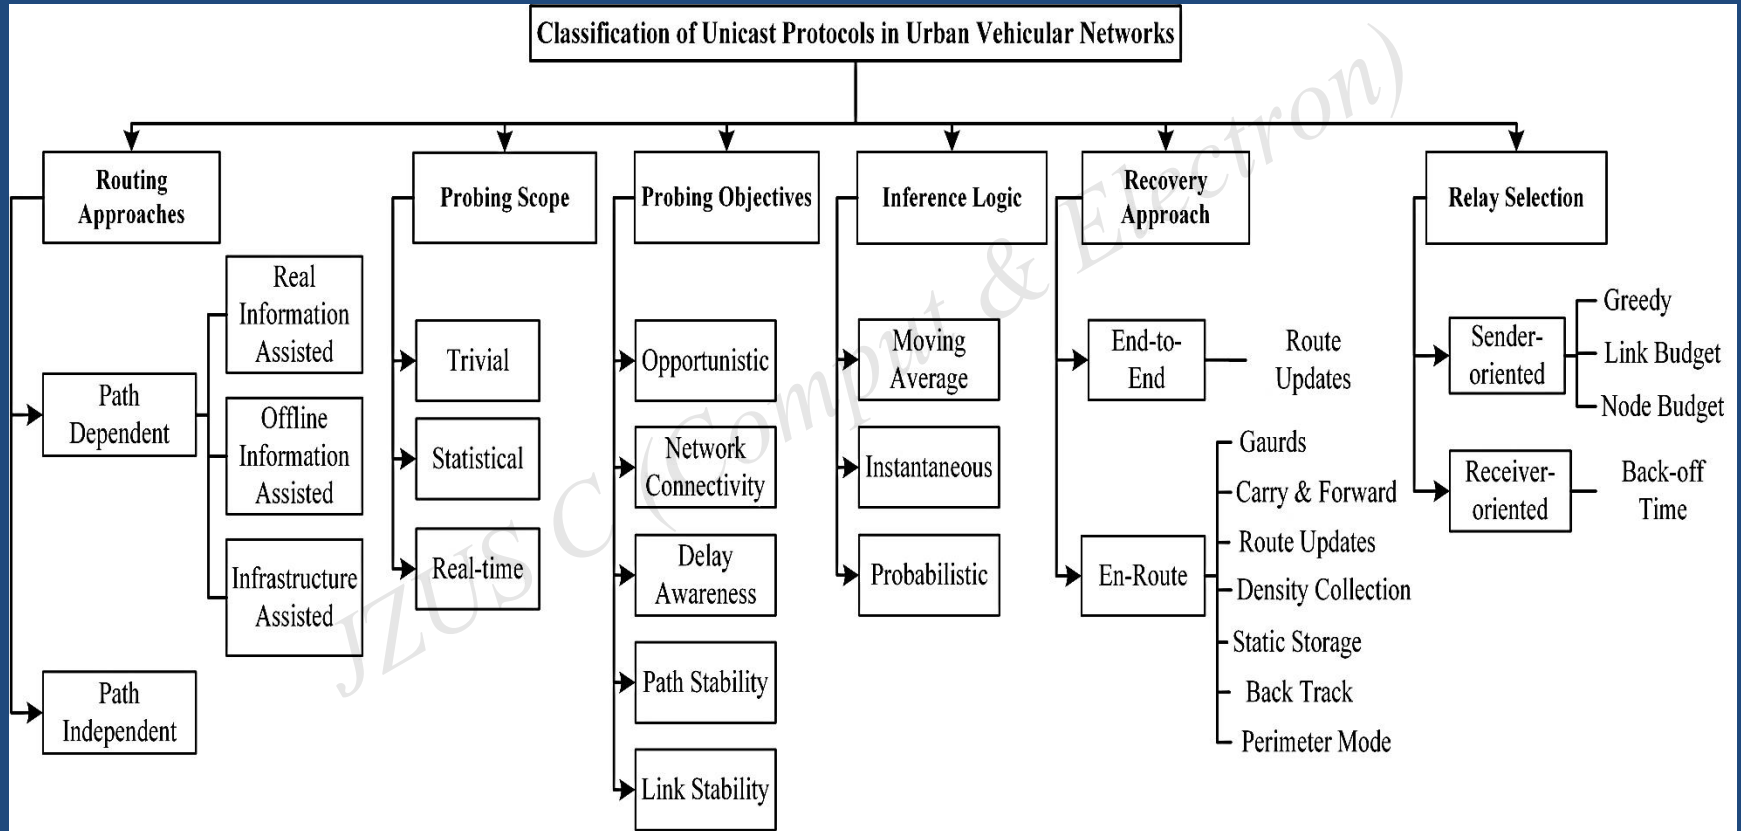 Classification of Unicast Protocols in Urban Vehicular Networks
Routing
Approaches
Probing Scope
Probing Objectives
Inference Logic
Recovery
Approach
Relay Selection
Real
Information
Assisted
Path
Dependent
Offline
Information
Assisted
Infrastructure
Assisted
Path
Independent
Trivial
Statistical
Real-time
Opportunistic
Network
Connectivity
Delay
Awareness
Path Stability
Link Stability
Moving
Average
Instantaneous
Probabilistic
End-to-
End
Route
Updates
En-Route
Gaurds
Carry & Forward
Route Updates
Density Collection
Static Storage
Back Track
Perimeter Mode
Sender-
oriented
Greedy
Link Budget
Node Budget
Receiver-
oriented
Back-off
Time
JZUS C (Comput & Electron)